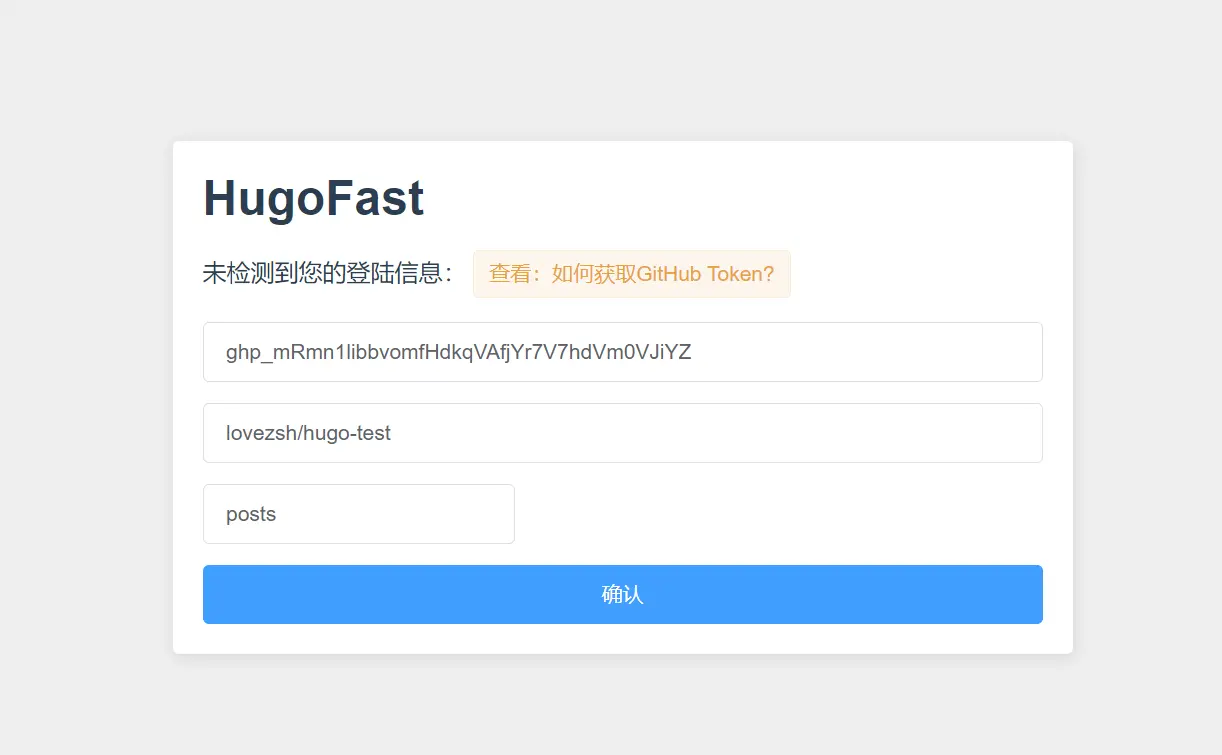 HugoFast
未检测到您的登陆信息： 查看：如何获取GitHub Token?
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
lovezsh/hugo-test
posts
确认